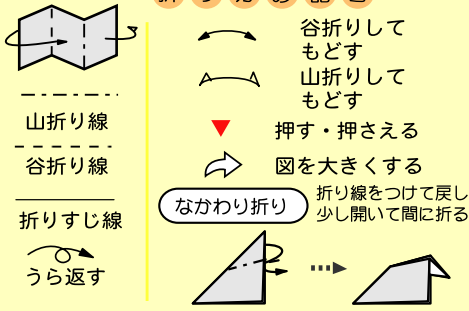 山折り線
谷折り線
折りすじ線
うら返す
谷折りして
もどす
山折りして
もどす
押す・押さえる
図を大きくする
なかわり折り
折り線をつけて戻し
少し開いて間に折る